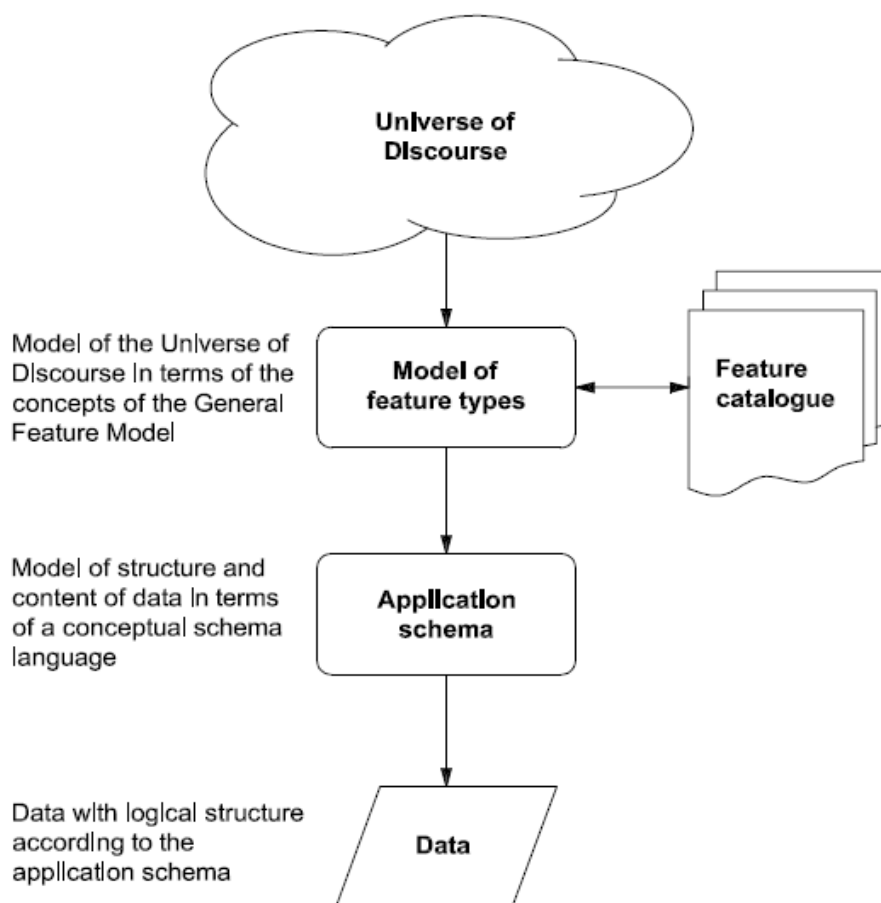 Universe of
Discourse
Model of the Universe of
Discourse in terms of the
concepts of the General
Feature Model
Model of
feature types
Feature
catalogue
Model of structure and
content of data in terms
of a conceptual schema
language
Application
schema
Data with logical structure
according to the
application schema
Data